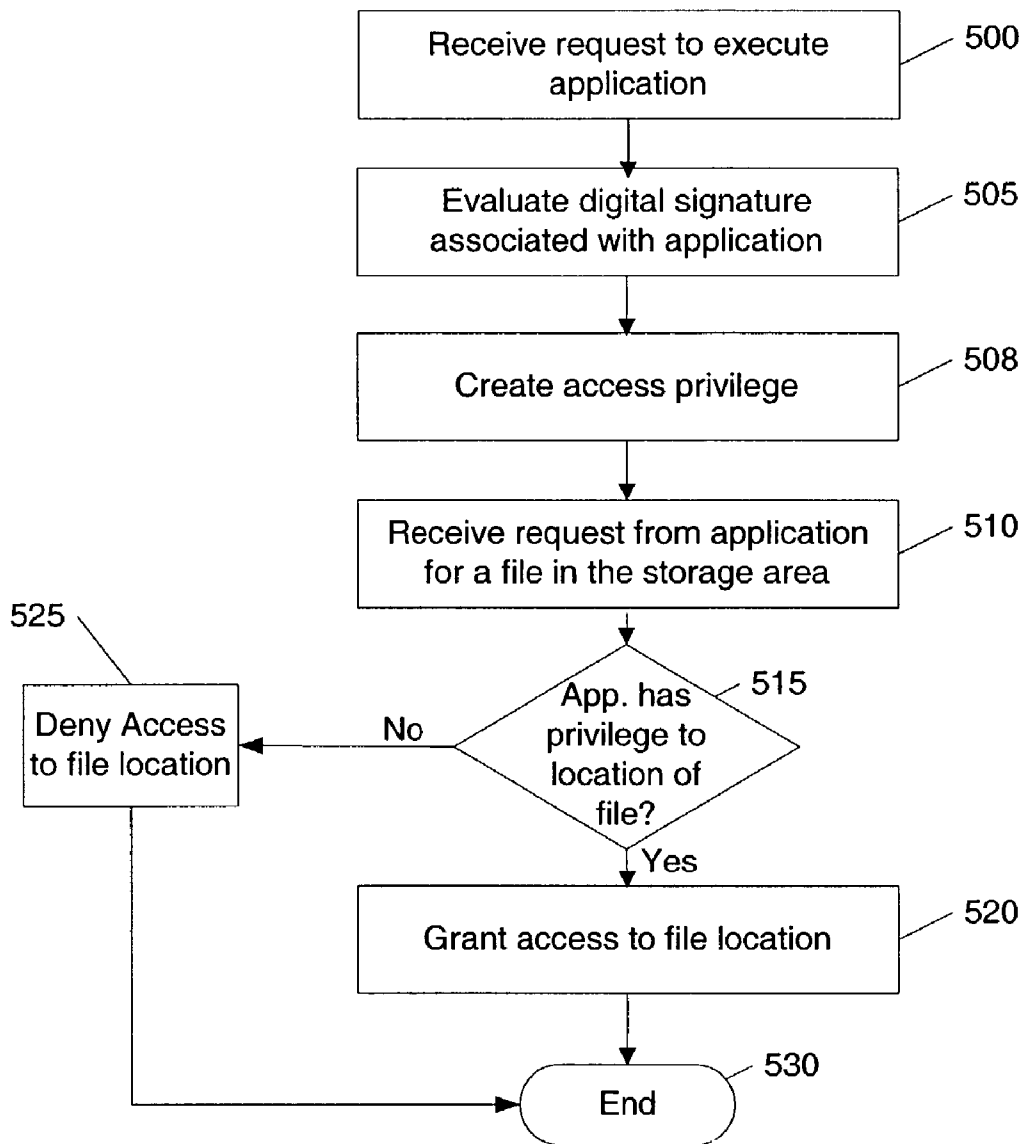 Receive request to execute
application
500
Evaluate digital signature
associated with application
505
Create access privilege
508
Receive request from application
for a file in the storage area
510
App. has
privilege to
location of
file?
515
No
525
Deny Access
to file location
Yes
Grant access to file location
520
End
530